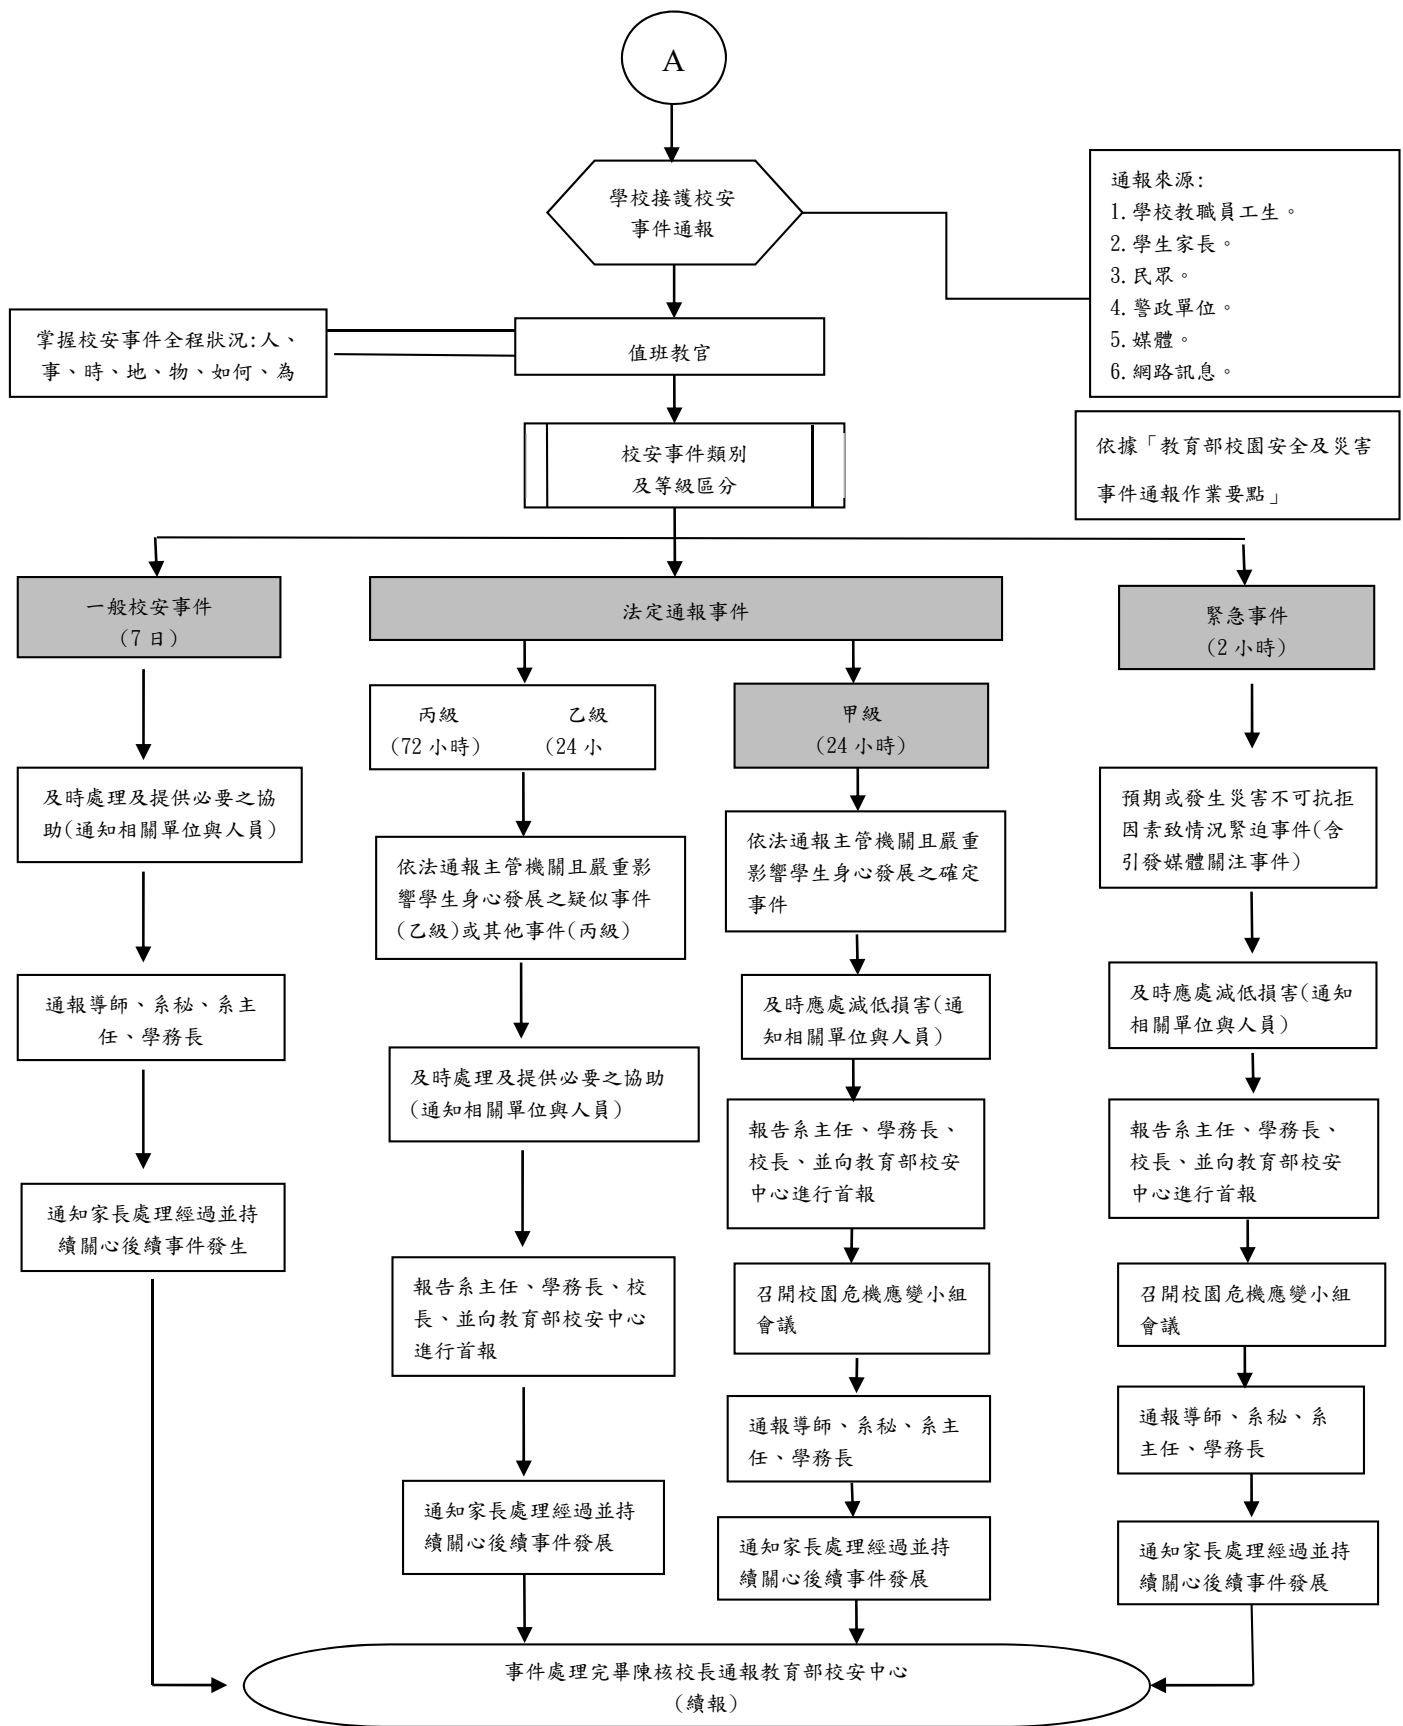 A
學校接護校安
事件通報
通報來源:
1.學校教職員工生。
2.學生家長。
3.民眾。
4.警政單位。
5.媒體。
6.網路訊息。
掌握校安事件全程狀況:人、
事、時、地、物、如何、為
值班教官
校安事件類別
及等級區分
依據「教育部校園安全及災害
事件通報作業要點」
一般校安事件
(7日)
法定通報事件
緊急事件
(2小時)
丙級 乙級
(72小時) (24小
甲級
(24小時)
及時處理及提供必要之協
助(通知相關單位與人員)
通報導師、系秘、系主
任、學務長
通知家長處理經過並持
續關心後續事件發生
依法通報主管機關且嚴重影
響學生身心發展之疑似事件
(乙級)或其他事件(丙級)
及時處理及提供必要之協助
(通知相關單位與人員)
報告系主任、學務長、校
長、並向教育部校安中心
進行首報
通知家長處理經過並持
續關心後續事件發展
依法通報主管機關且嚴重
影響學生身心發展之確定
事件
及時應處減低損害(通
知相關單位與人員)
報告系主任、學務長、
校長、並向教育部校安
中心進行首報
召開校園危機應變小組
會議
通報導師、系秘、系主
任、學務長
通知家長處理經過並持
續關心後續事件發展
預期或發生災害不可抗拒
因素致情況緊迫事件(含
引發媒體關注事件)
及時應處減低損害(通知
相關單位與人員)
報告系主任、學務長、
校長、並向教育部校安
中心進行首報
召開校園危機應變小組
會議
通報導師、系秘、系
主任、學務長
通知家長處理經過並持
續關心後續事件發展
事件處理完畢陳核校長通報教育部校安中心
(續報)